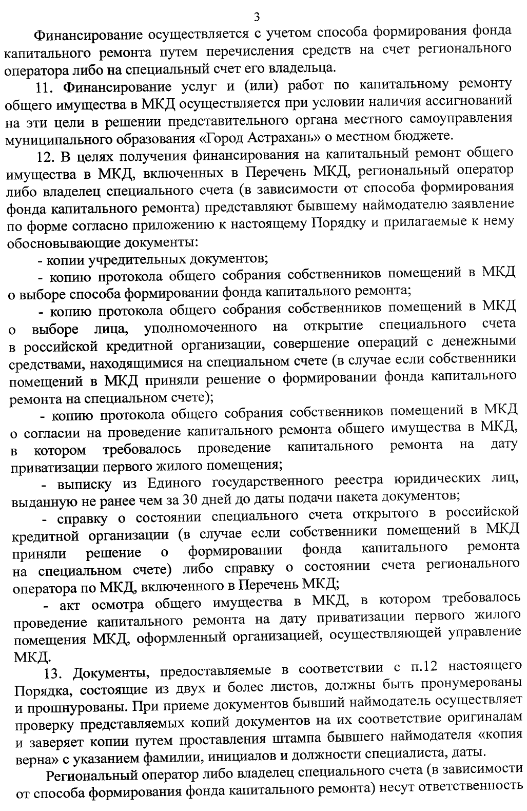 3
Финансирование осуществляется с учетом способа формирования фонда
капитального ремонта путем перечисления средств на счет регионального
оператора либо на специальный счет его владельца.
11. Финансирование услуг и (или) работ по капитальному ремонту
общего имущества в МКД осуществляется при условии наличия ассигнований
на эти цели в решении представительного органа местного самоуправления
муниципального образования «Город Астрахань» о местном бюджете.
12. В целях получения финансирования на капитальный ремонт общего
имущества в МКД, включенных в Перечень МКД, региональный оператор
либо владелец специального счета (в зависимости от способа формирования
фонда капитального ремонта) представляют бывшему наймодателю заявление
по форме согласно приложению к настоящему Порядку и прилагаемые к нему
обосновывающие документы:
- копии учредительных документов;
- копию протокола общего собрания собственников помещений в МКД
о выборе способа формировании фонда капитального ремонта;
- копию протокола общего собрания собственников помещений в МКД
о выборе лица, уполномоченного на открытие специального счета
в российской кредитной организации, совершение операций с денежными
средствами, находящимися на специальном счете (в случае если собственники
помещений в МКД приняли решение о формировании фонда капитального
ремонта на специальном счете);
- копию протокола общего собрания собственников помещений в МКД
о согласии на проведение капитального ремонта общего имущества в МКД,
в котором требовалось проведение капитального ремонта на дату
приватизации первого жилого помещения;
- выписку из Единого государственного реестра юридических лиц,
выданную не ранее чем за 30 дней до даты подачи пакета документов;
- справку о состоянии специального счета открытого в российской
кредитной организации (в случае если собственники помещений в МКД
приняли решение о формировании фонда капитального ремонта
на специальном счете) либо справку о состоянии счета регионального
оператора по МКД, включенного в Перечень МКД;
- акт осмотра общего имущества в МКД, в котором требовалось
проведение капитального ремонта на дату приватизации первого жилого
помещения МКД, оформленный организацией, осуществляющей управление
МКД.
13. Документы, предоставляемые в соответствии с п.12 настоящего
Порядка, состоящие из двух и более листов, должны быть пронумерованы
и прошнурованы. При приеме документов бывший наймодатель осуществляет
проверку представляемых копий документов на их соответствие оригиналам
и заверяет копии путем проставления штампа бывшего наймодателя «копия
верна» с указанием фамилии, инициалов и должности специалиста, даты.
Региональный оператор либо владелец специального счета (в зависимости
от способа формирования фонда капитального ремонта) несут ответственность